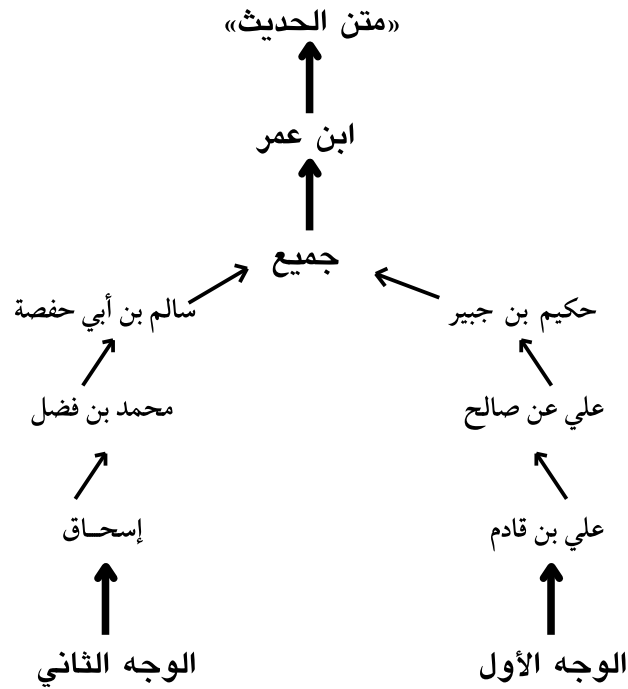 «متن الحديث»
ابن عمر
جميع
حكيم بن جبير
سالم بن أبي حفصة
علي عن صالح
محمد بن فضل
علي بن قادم
إسحاق
الوجه الأول
الوجه الثاني